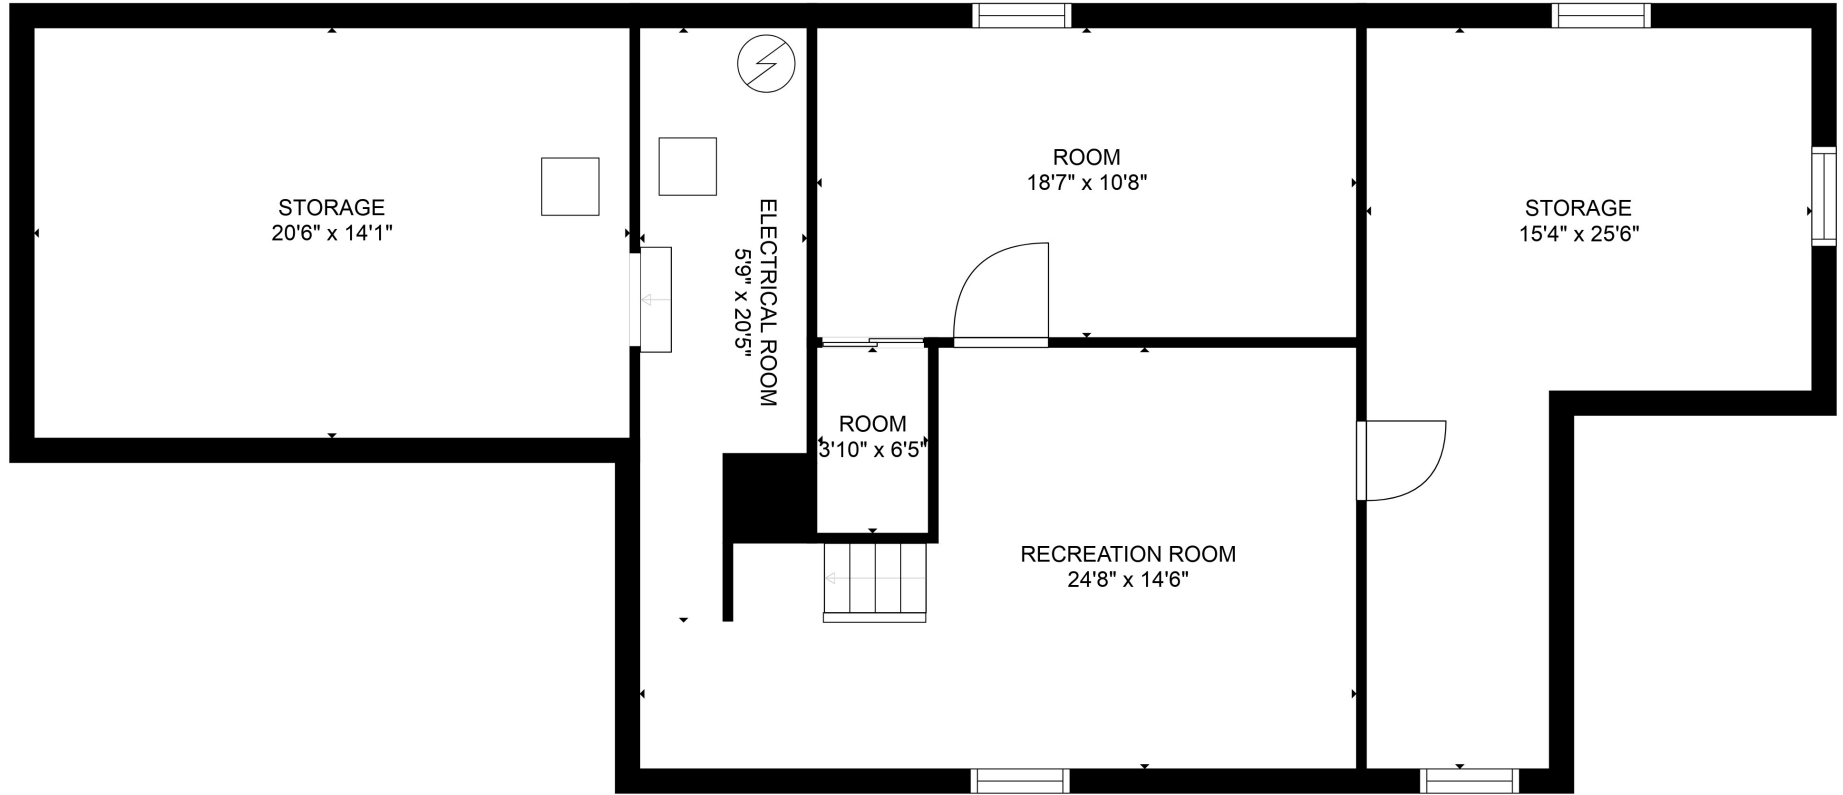 STORAGE
20'6" x 14'1"
ELECTRICAL ROOM
5'9" x 20'5"
ROOM
18'7" x 10'8"
STORAGE
15'4" x 25'6"
ROOM
3'10" x 6'5"
RECREATION ROOM
24'8" x 14'6"